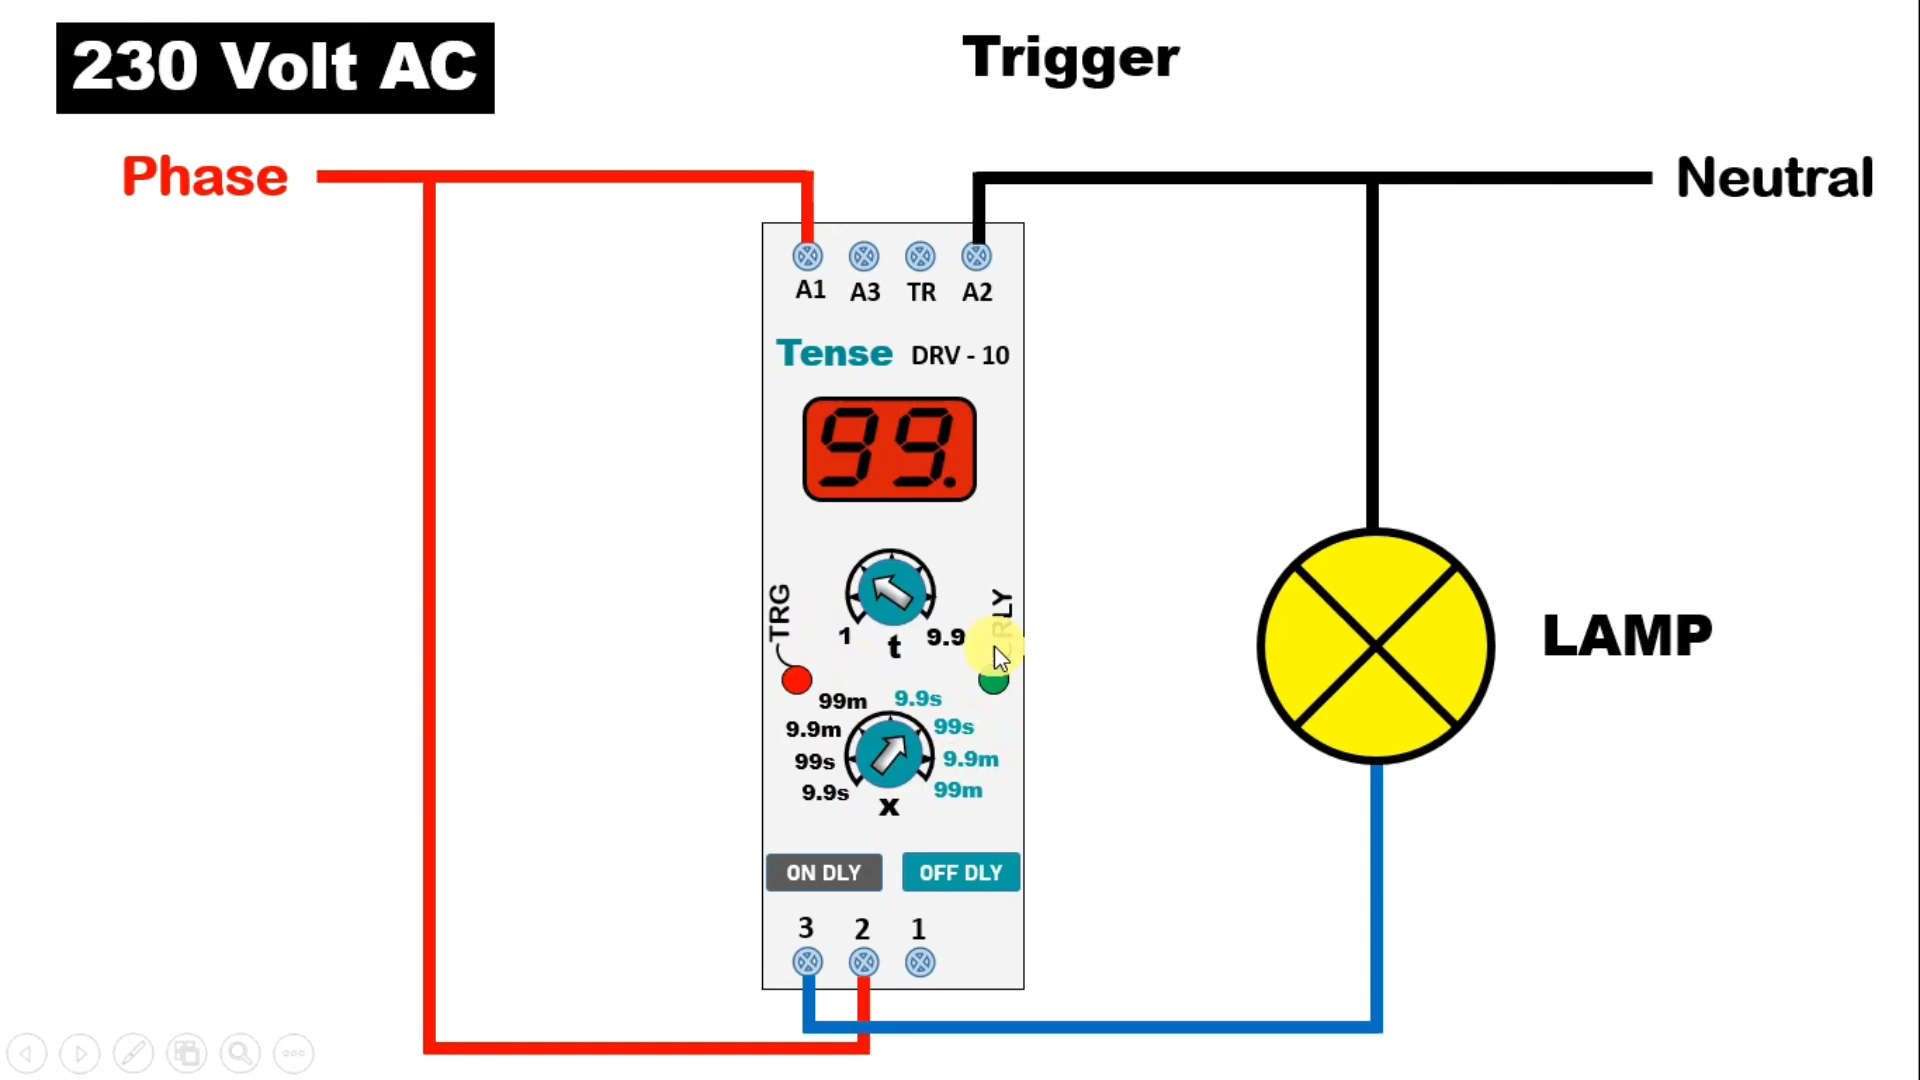 230 Volt AC
Trigger
Phase
Neutral
A1 A3 TR A2
Tense DRV - 10
99.
TRG
RLY
1 t 9.9
99m 9.9s
9.9m 99s
99s 9.9m
9.9s 99m
x
LAMP
ON DLY OFF DLY
3 2 1